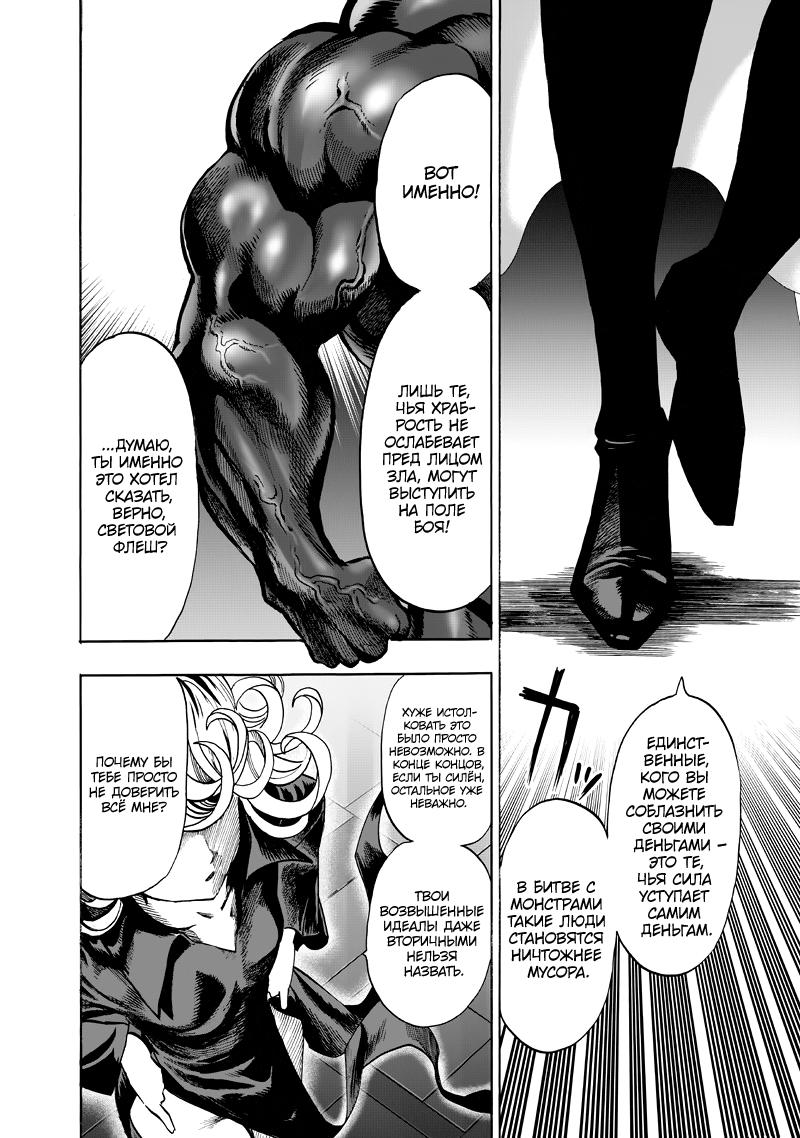 ЕДИНСТ-
ВЕННЫЕ,
КОГО ВЫ
МОЖЕТЕ
СОБЛАЗНИТЬ
СВОИМИ
ДЕНЬГАМИ –
ЭТО ТЕ,
ЧЬЯ СИЛА
УСТУПАЕТ
САМИМ
ДЕНЬГАМ.
カッ
В БИТВЕ С
МОНСТРАМИ
ТАКИЕ ЛЮДИ
СТАНОВЯТСЯ
НИЧТОЖНЕЕ
МУСОРА.
ВОТ
ИМЕННО!
ЛИШЬ ТЕ,
ЧЬЯ ХРАБ-
РОСТЬ НЕ
ОСЛАБЕВАЕТ
ПРЕД ЛИЦОМ
ЗЛА, МОГУТ
ВЫСТУПИТЬ
НА ПОЛЕ
БОЯ!
...ДУМАЮ,
ТЫ ИМЕННО
ЭТО ХОТЕЛ
СКАЗАТЬ,
ВЕРНО,
СВЕТОВОЙ
ФЛЕШ?
ХУЖЕ ИСТОЛ-
КОВАТЬ ЭТО
БЫЛО ПРОСТО
НЕВОЗМОЖНО. В
КОНЦЕ КОНЦОВ,
ЕСЛИ ТЫ СИЛЁН,
ОСТАЛЬНОЕ УЖЕ
НЕВАЖНО.
ТВОИ
ВОЗВЫШЕННЫЕ
ИДЕАЛЫ ДАЖЕ
ВТОРИЧНЫМИ
НЕЛЬЗЯ
НАЗВАТЬ.
ПОЧЕМУ БЫ
ТЕБЕ ПРОСТО
НЕ ДОВЕРИТЬ
ВСЁ МНЕ?